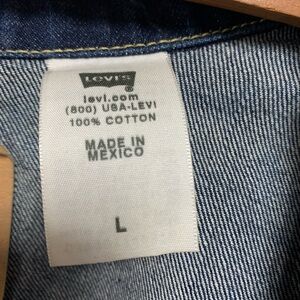 LEVI'S
®
levi.com
(800) USA-LEVI
100% COTTON
MADE IN
MEXICO
L